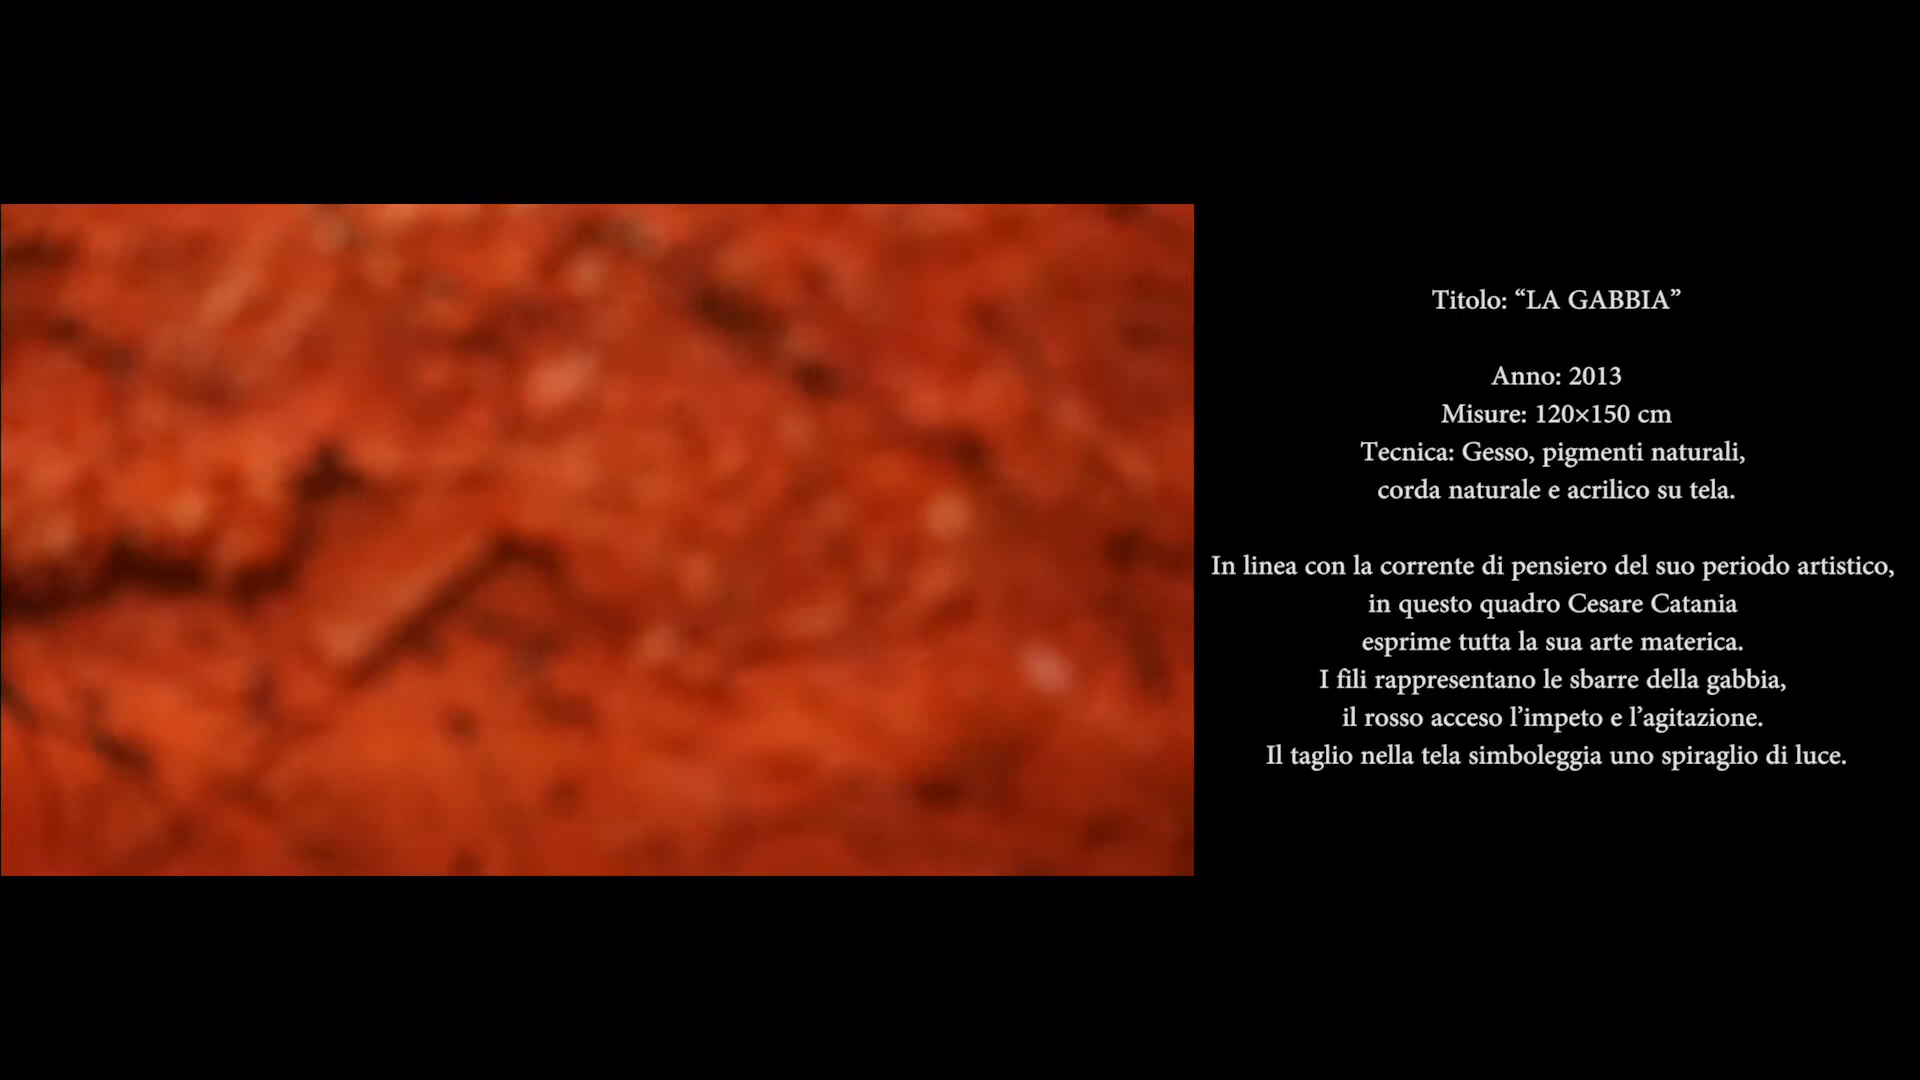 Titolo: “LA GABBIA”
Anno: 2013
Misure: 120×150 cm
Tecnica: Gesso, pigmenti naturali,
corda naturale e acrilico su tela.
In linea con la corrente di pensiero del suo periodo artistico,
in questo quadro Cesare Catania
esprime tutta la sua arte materica.
I fili rappresentano le sbarre della gabbia,
il rosso acceso l’impeto e l’agitazione.
Il taglio nella tela simboleggia uno spiraglio di luce.